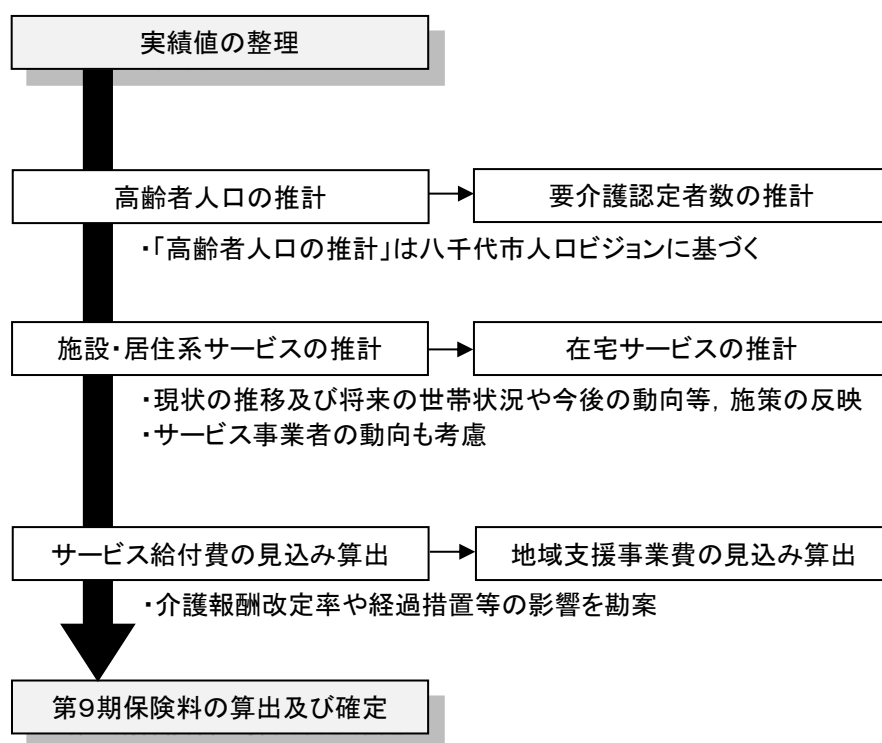 実績値の整理
高齢者人口の推計
要介護認定者数の推計
・「高齢者人口の推計」は八千代市人口ビジョンに基づく
施設・居住系サービスの推計
在宅サービスの推計
・現状の推移及び将来の世帯状況や今後の動向等，施策の反映
・サービス事業者の動向も考慮
サービス給付費の見込み算出
地域支援事業費の見込み算出
・介護報酬改定率や経過措置等の影響を勘案
第９期保険料の算出及び確定